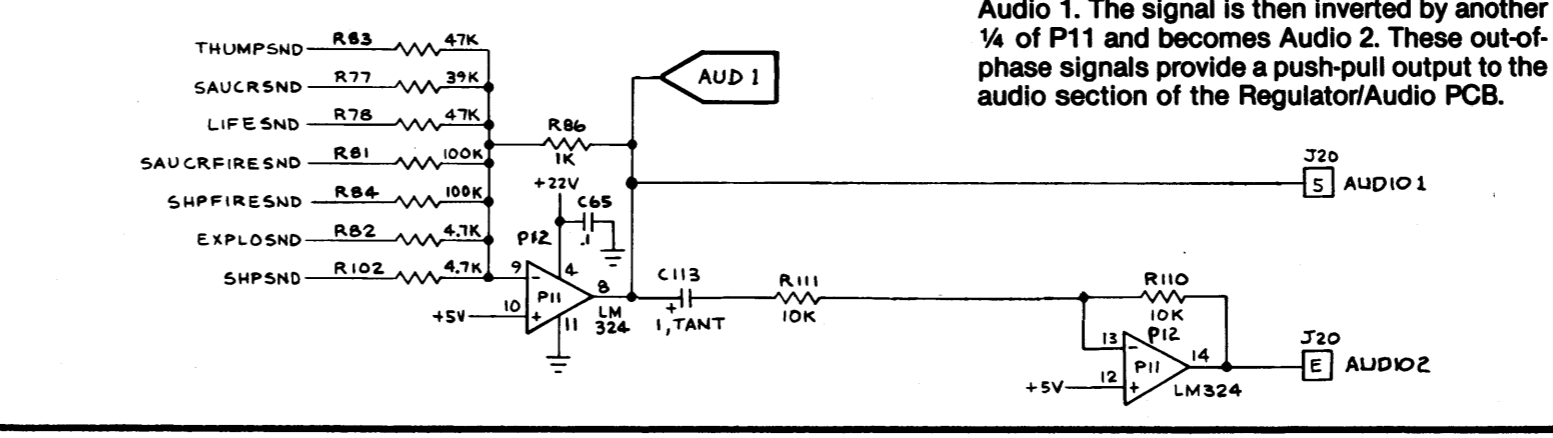 Audio 1. The signal is then inverted by another
¼ of P11 and becomes Audio 2. These out-of-
phase signals provide a push-pull output to the
audio section of the Regulator/Audio PCB.
THUMPSND R83 47K
SAUCRSND R77 39K
LIFESND R78 47K
SAUCRFIRESND R81 100K
SHPFIRESND R84 100K
EXPLOSND R82 4.7K
SHPSND R102 4.7K
AUD 1
R86
1K
+22V
C65
.1
P12
9
-
4
8
P11
10
+
11
+5V
LM
324
C113
+
1, TANT
R111
10K
J20
5 AUDIO 1
R110
10K
P12
13
-
14
P11
12
+
+5V
LM324
J20
E AUDIO2